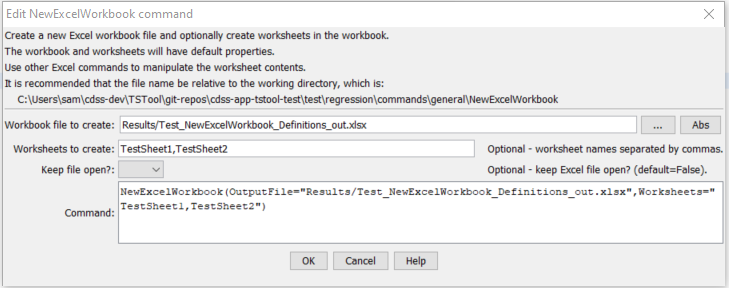 Edit NewExcelWorkbook command
Create a new Excel workbook file and optionally create worksheets in the workbook.
The workbook and worksheets will have default properties.
Use other Excel commands to manipulate the worksheet contents.
It is recommended that the file name be relative to the working directory, which is:
C:\Users\sam\cdss-dev\TSTool\git-repos\cdss-app-tstool-test\test\regression\commands\general\NewExcelWorkbook
Workbook file to create: Results/Test_NewExcelWorkbook_Definitions_out.xlsx ... Abs
Worksheets to create: TestSheet1,TestSheet2 Optional - worksheet names separated by commas.
Keep file open?: Optional - keep Excel file open? (default=False).
NewExcelWorkbook(OutputFile="Results/Test_NewExcelWorkbook_Definitions_out.xlsx",Worksheets="
Command: TestSheet1,TestSheet2")
OK Cancel Help